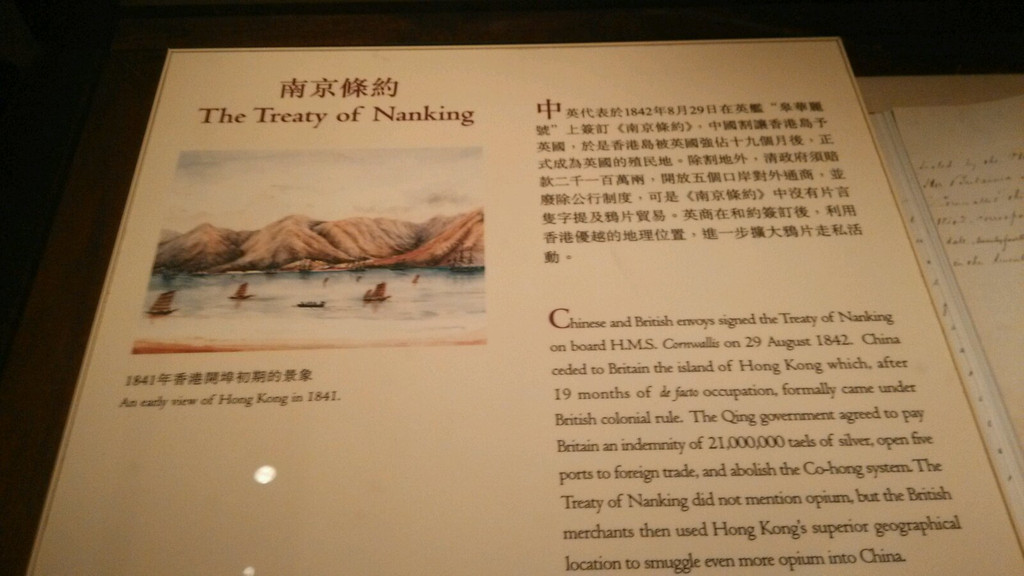 南京條約
The Treaty of Nanking
1841年香港開埠初期的景象
An early view of Hong Kong in 1841.
中英代表於1842年8月29日在英艦“皐華麗
號”上簽訂《南京條約》，中國割讓香港島予
英國，於是香港島被英國強佔十九個月後，正
式成為英國的殖民地。除割地外，清政府須賠
款二千一百萬兩，開放五個口岸對外通商，並
廢除公行制度，可是《南京條約》中沒有片言
隻字提及鴉片貿易。英商在和約簽訂後，利用
香港優越的地理位置，進一步擴大鴉片走私活
動。
Chinese and British envoys signed the Treaty of Nanking
on board H.M.S. Cornwallis on 29 August 1842. China
ceded to Britain the island of Hong Kong which, after
19 months of de facto occupation, formally came under
British colonial rule. The Qing government agreed to pay
Britain an indemnity of 21,000,000 taels of silver, open five
ports to foreign trade, and abolish the Co-hong system. The
Treaty of Nanking did not mention opium, but the British
merchants then used Hong Kong's superior geographical
location to smuggle even more opium into China.